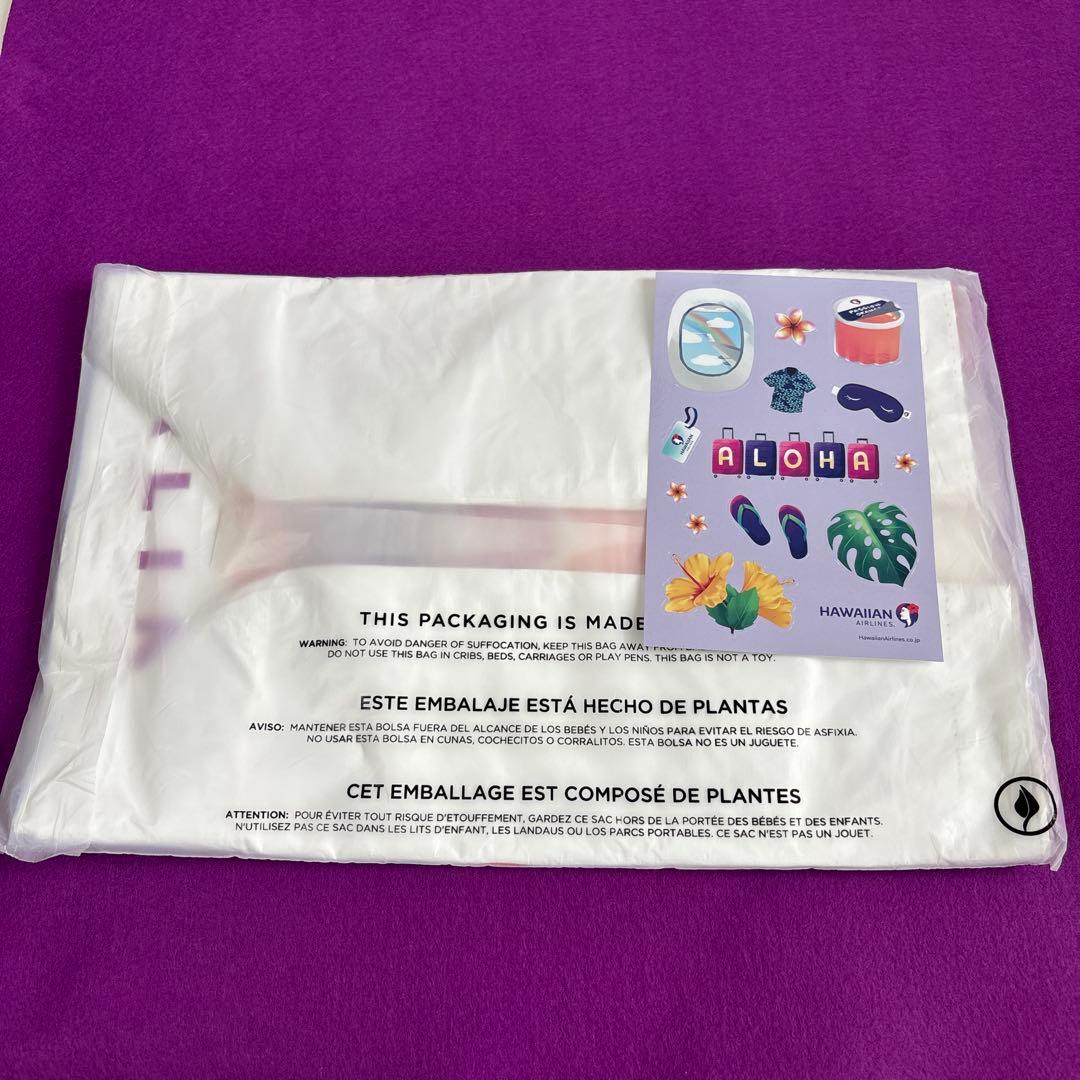 PASSION
ORANGE
HAWAIIAN
ALOHA
HAWAIIAN
AIRLINES.
HawaiianAirlines.co.jp
THIS PACKAGING IS MADE
WARNING: TO AVOID DANGER OF SUFFOCATION, KEEP THIS BAG AWAY FROM
DO NOT USE THIS BAG IN CRIBS, BEDS, CARRIAGES OR PLAY PENS. THIS BAG IS NOT A TOY.
ESTE EMBALAJE ESTÁ HECHO DE PLANTAS
AVISO: MANTENER ESTA BOLSA FUERA DEL ALCANCE DE LOS BEBÉS Y LOS NIÑOS PARA EVITAR EL RIESGO DE ASFIXIA.
NO USAR ESTA BOLSA EN CUNAS, COCHECITOS O CORRALITOS. ESTA BOLSA NO ES UN JUGUETE.
CET EMBALLAGE EST COMPOSÉ DE PLANTES
ATTENTION: POUR ÉVITER TOUT RISQUE D'ETOUFFEMENT, GARDEZ CE SAC HORS DE LA PORTÉE DES BÉBÉS ET DES ENFANTS.
N'UTILISEZ PAS CE SAC DANS LES LITS D'ENFANT, LES LANDAUS OU LOS PARCS PORTABLES. CE SAC N'EST PAS UN JOUET.